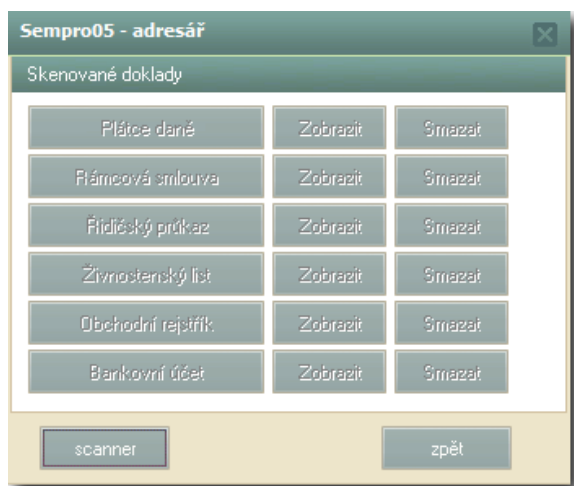 Sempro05 - adresář
Skenované doklady
Plátce daně Zobrazit Smazat
Rámcová smlouva Zobrazit Smazat
Řidičský průkaz Zobrazit Smazat
Živnostenský list Zobrazit Smazat
Obchodní rejstřík Zobrazit Smazat
Bankovní účet Zobrazit Smazat
scanner zpět